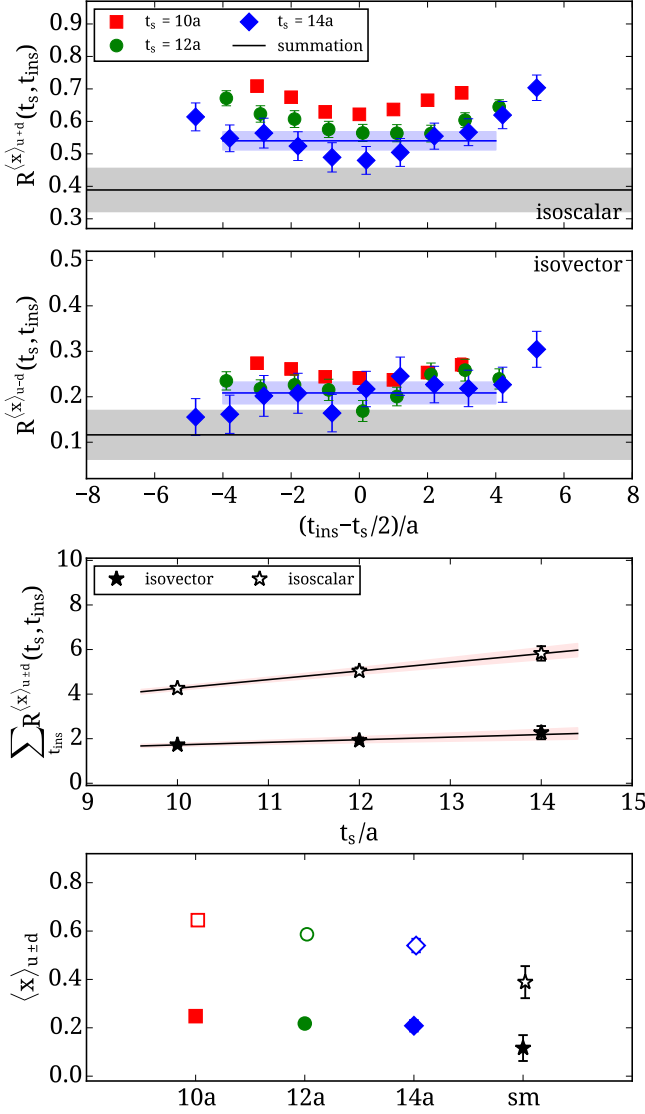 t_s = 10a
t_s = 12a
t_s = 14a
summation
R^{⟨x⟩_{u+d}}(t_s, t_ins)
0.9
0.7
0.6
0.5
0.4
0.3
isoscalar
R^{⟨x⟩_{u-d}}(t_s, t_ins)
0.5
0.3
0.2
0.1
isovector
−8 −6 −4 −2 0 2 4 6 8
(t_ins−t_s/2)/a
∑_{t_ins} R^{⟨x⟩_{u±d}}(t_s, t_ins)
10
8
6
4
2
0
isovector
isoscalar
9 10 11 12 13 14 15
t_s/a
⟨x⟩_{u±d}
0.8
0.6
0.4
0.2
0.0
10a 12a 14a sm